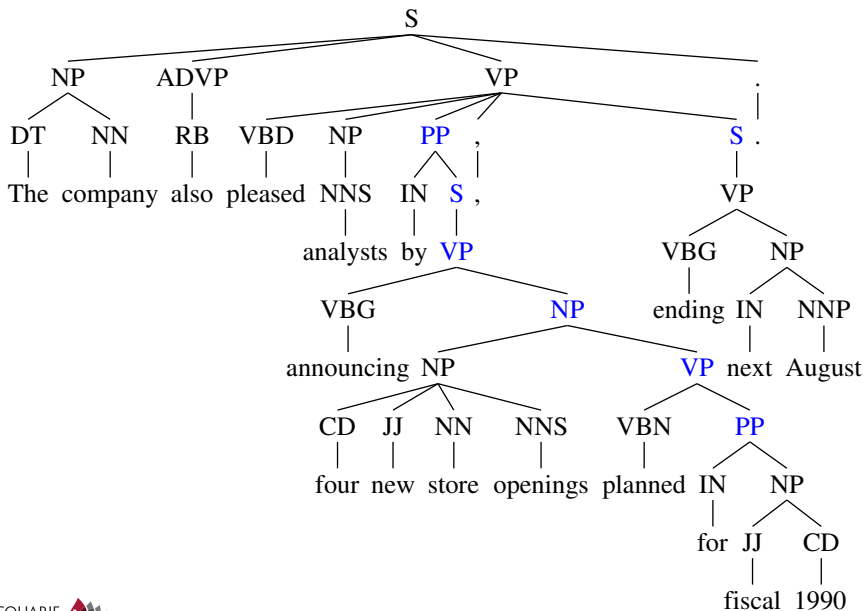 S
NP ADVP VP .
DT NN RB VBD NP PP , S .
The company also pleased NNS IN S , VP
analysts by VP VBG NP
VBG NP ending IN NNP
announcing NP VP next August
CD JJ NN NNS VBN PP
four new store openings planned IN NP
for JJ CD
fiscal 1990